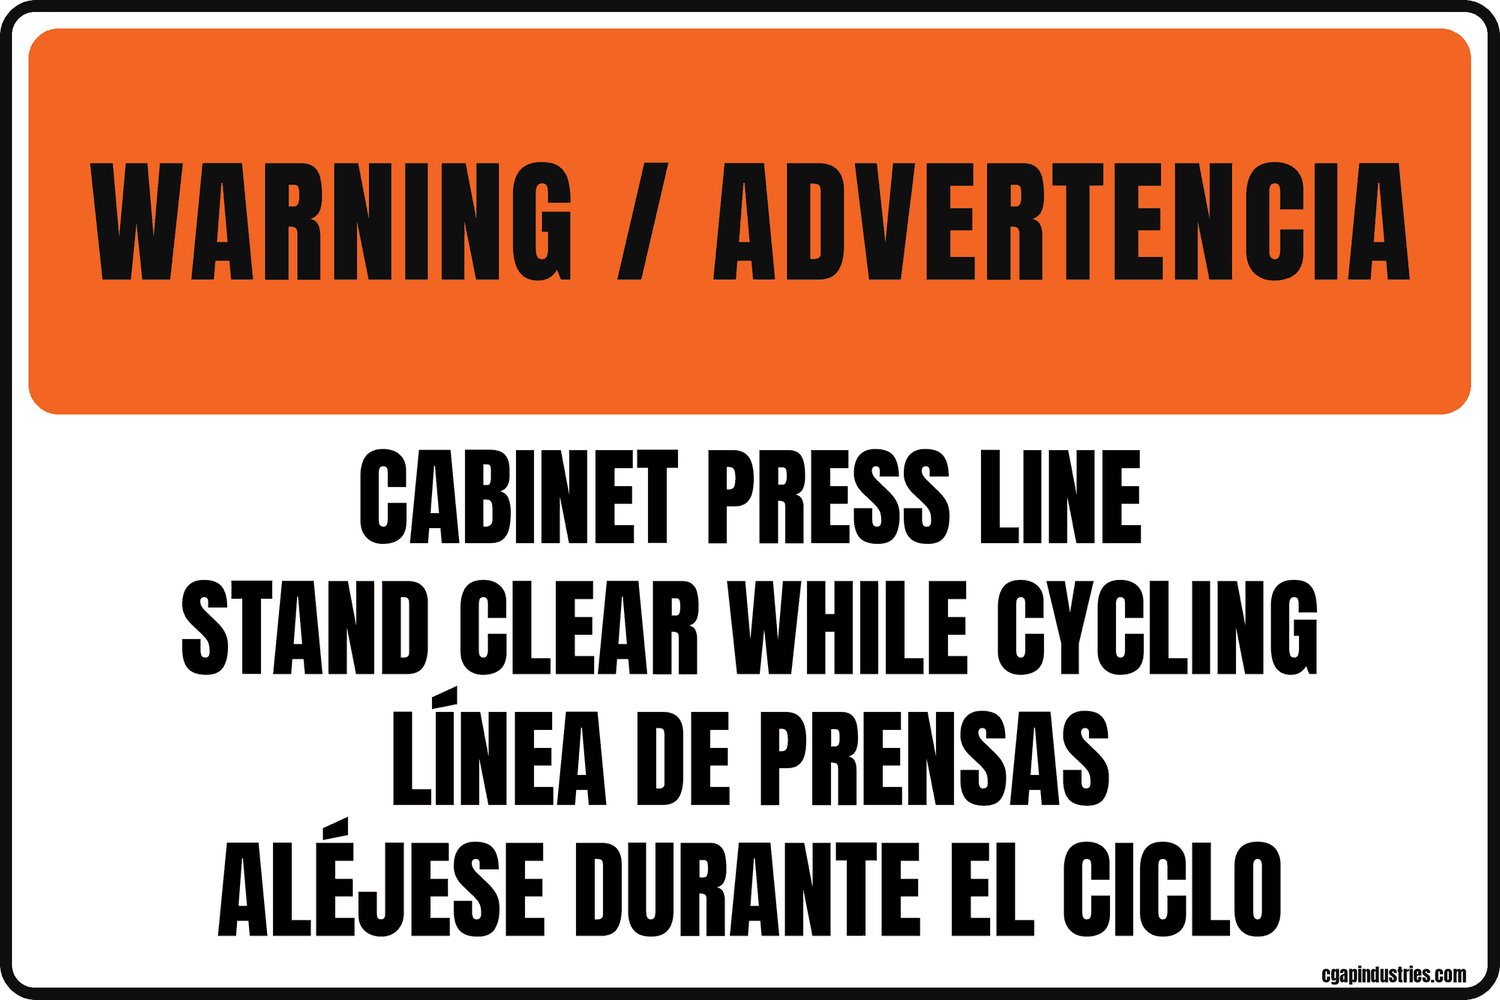 WARNING / ADVERTENCIA
CABINET PRESS LINE
STAND CLEAR WHILE CYCLING
LÍNEA DE PRENSAS
ALÉJESE DURANTE EL CICLO
cgapindustries.com